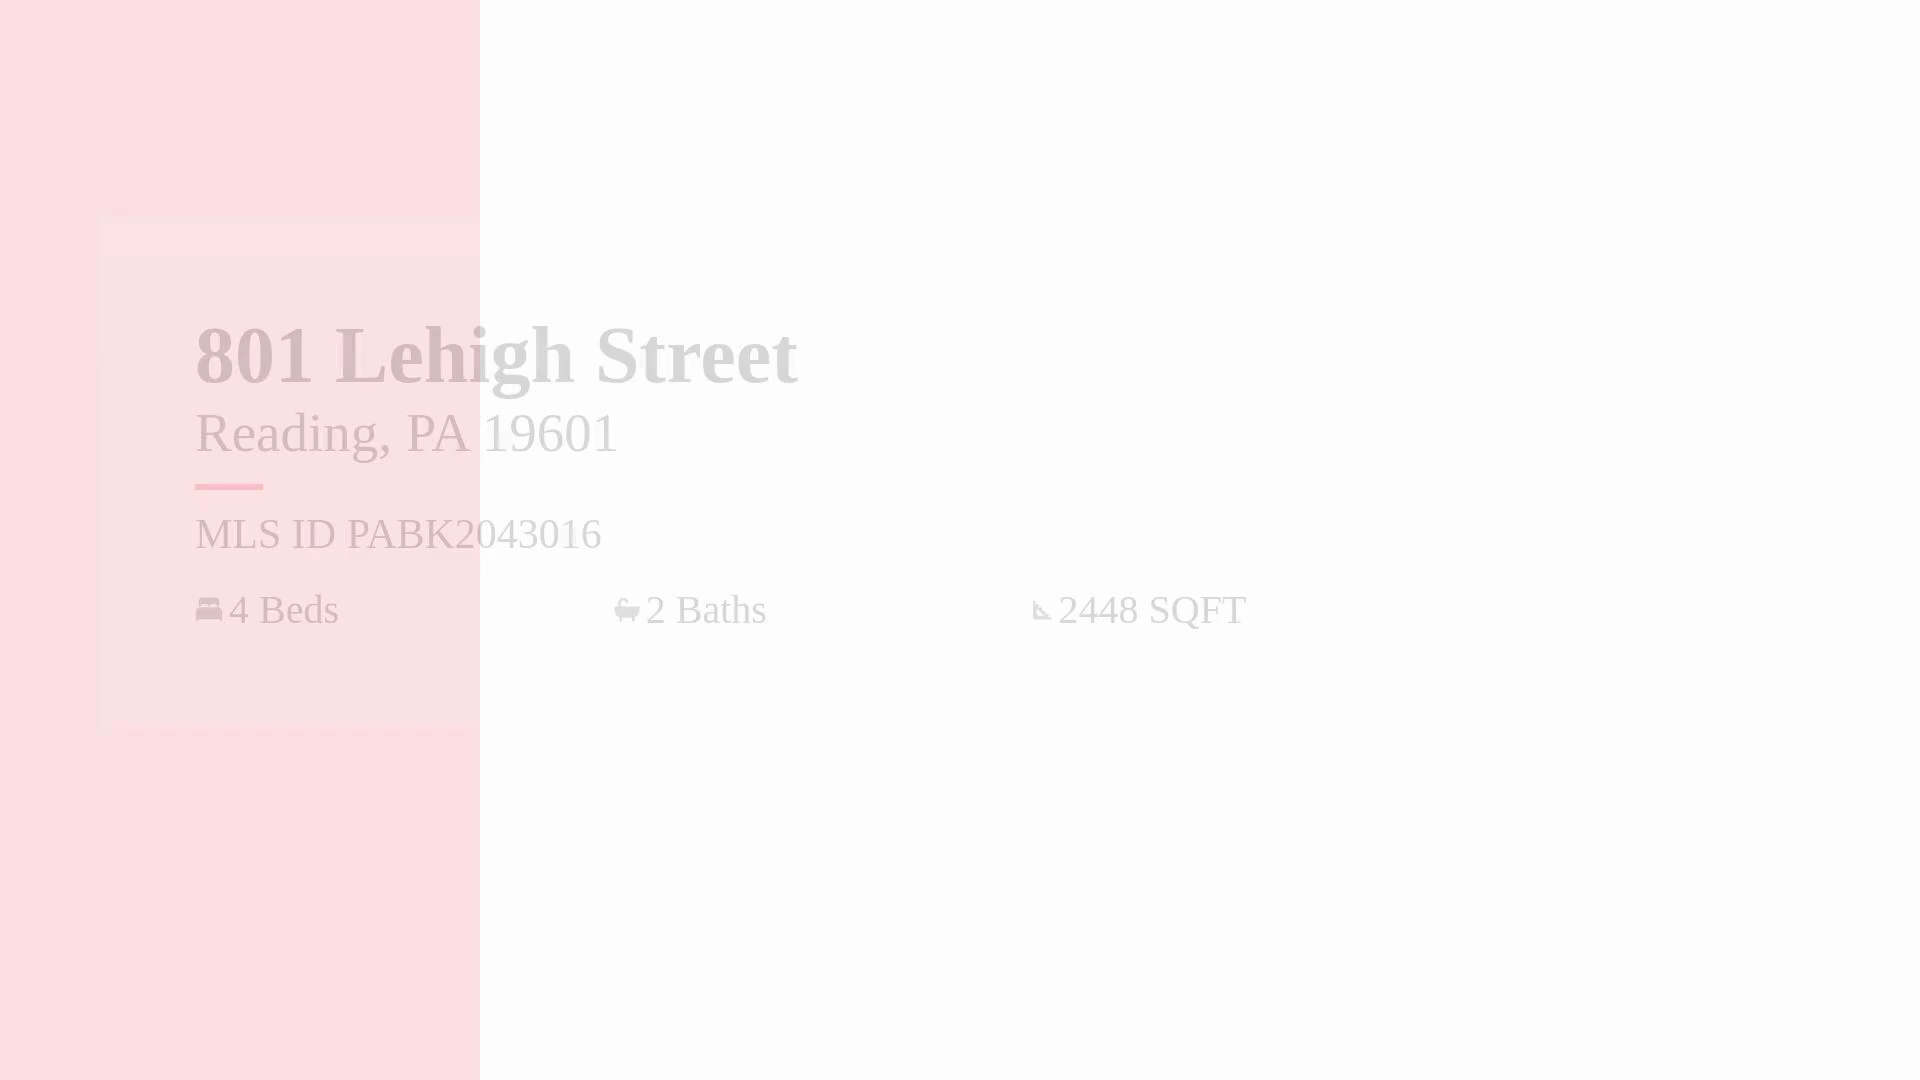 801 Lehigh Street
Reading, PA 19601
MLS ID PABK2043016
4 Beds 2 Baths 2448 SQFT